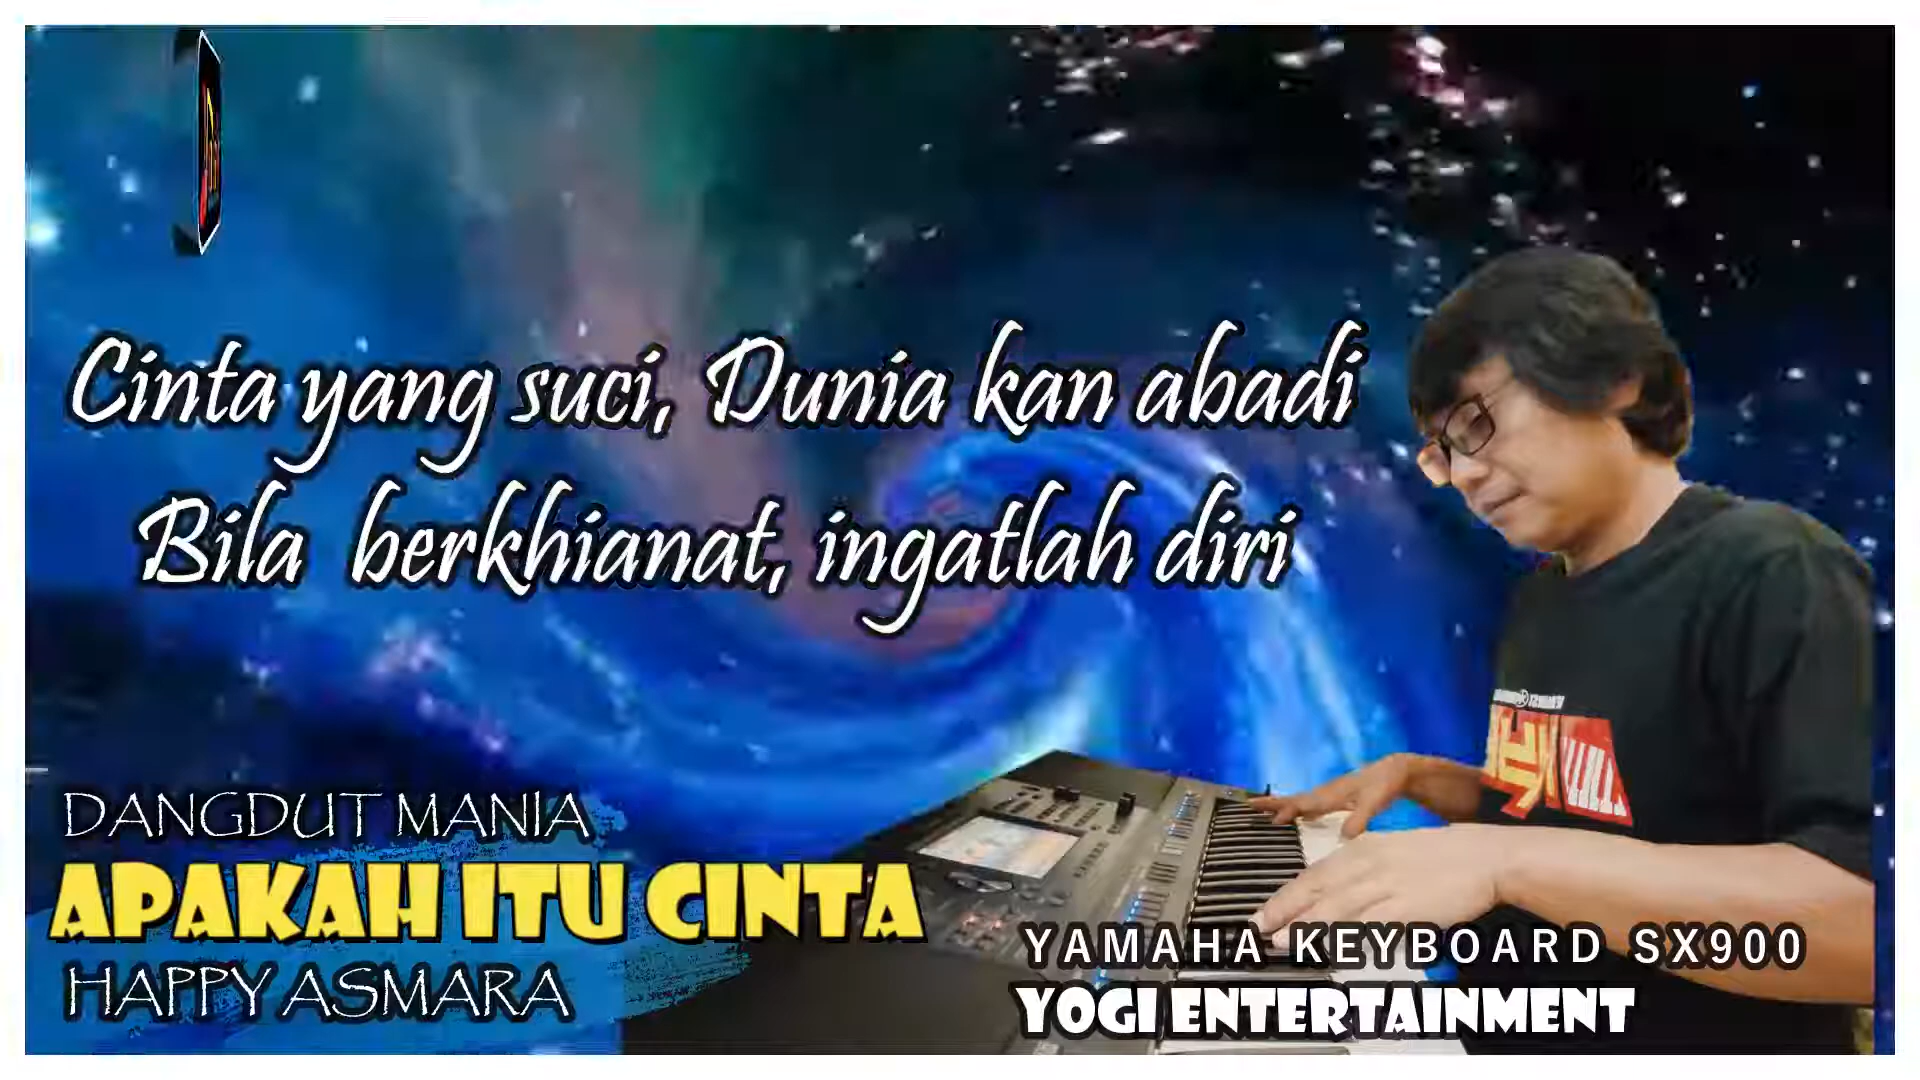 Cinta yang suci, Dunia kan abadi
Bila berkhianat, ingatlah diri
DANGDUT MANIA
APAKAH ITU CINTA
HAPPY ASMARA
YAMAHA KEYBOARD SX900
YOGI ENTERTAINMENT